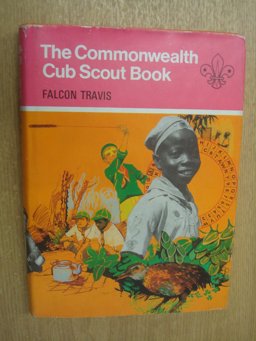 The Commonwealth
Cub Scout Book
FALCON TRAVIS